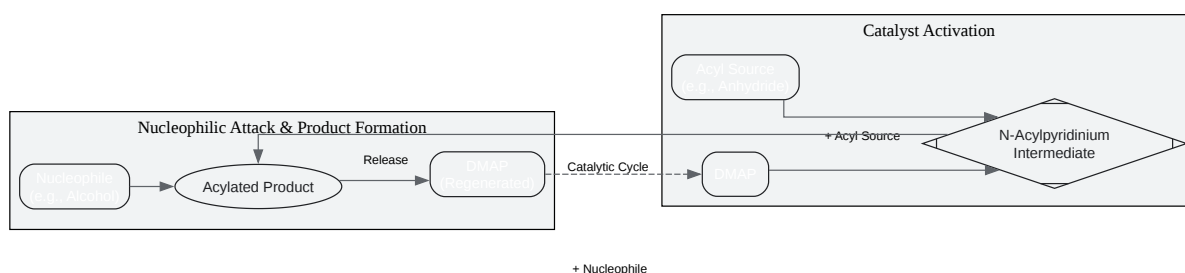 Catalyst Activation
Acyl Source
(e.g., Anhydride)
Nucleophilic Attack & Product Formation
+ Acyl Source
N-Acylpyridinium
Intermediate
Nucleophile
(e.g., Alcohol)
Acylated Product
Release
DMAP
(Regenerated)
Catalytic Cycle
DMAP
+ Nucleophile